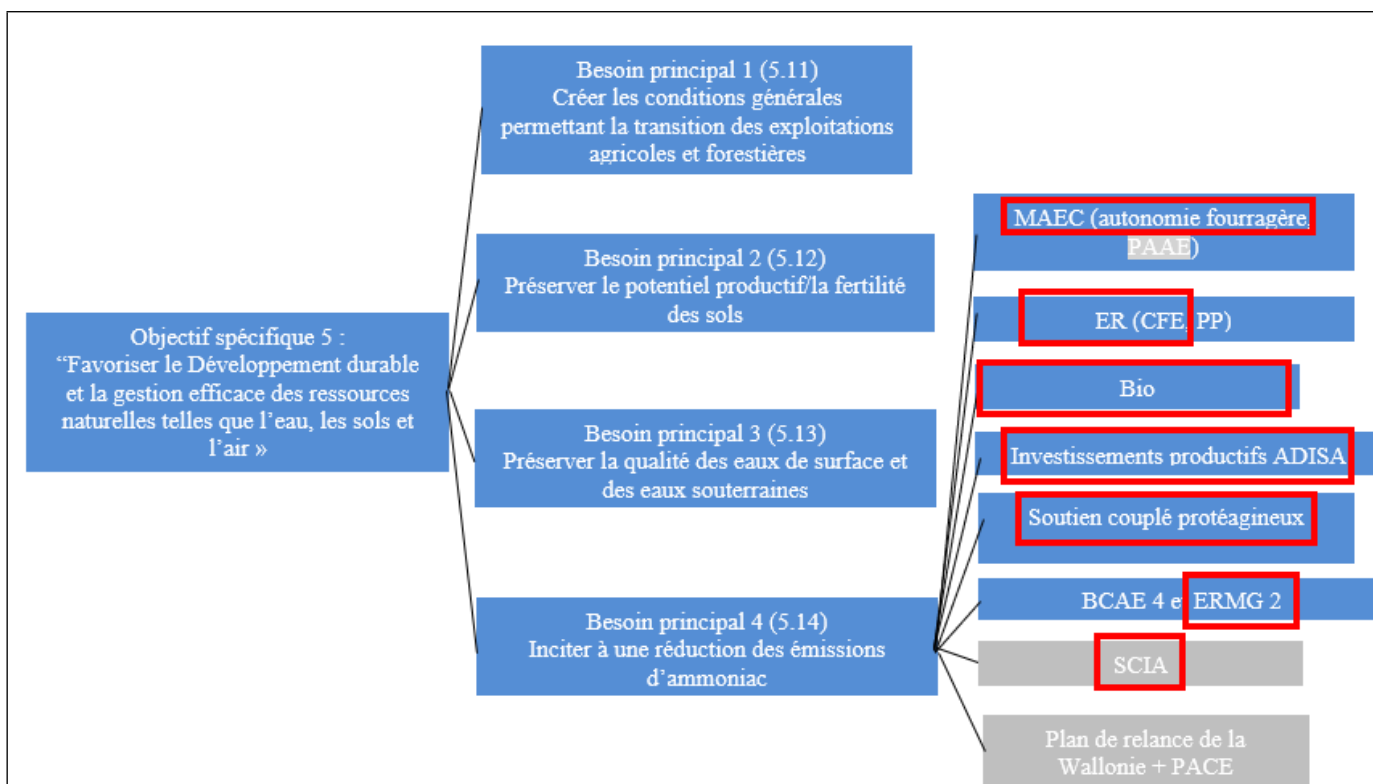 Objectif spécifique 5 :
“Favoriser le Développement durable
et la gestion efficace des ressources
naturelles telles que l’eau, les sols et
l’air »
Besoin principal 1 (5.11)
Créer les conditions générales
permettant la transition des exploitations
agricoles et forestières
Besoin principal 2 (5.12)
Préserver le potentiel productif/la fertilité
des sols
Besoin principal 3 (5.13)
Préserver la qualité des eaux de surface et
des eaux souterraines
Besoin principal 4 (5.14)
Inciter à une réduction des émissions
d’ammoniac
MAEC (autonomie fourragère,
PAAE)
ER (CFE, PP)
Bio
Investissements productifs ADISA
Soutien couplé protéagineux
BCAE 4 et ERMG 2
SCIA
Plan de relance de la
Wallonie + PACE